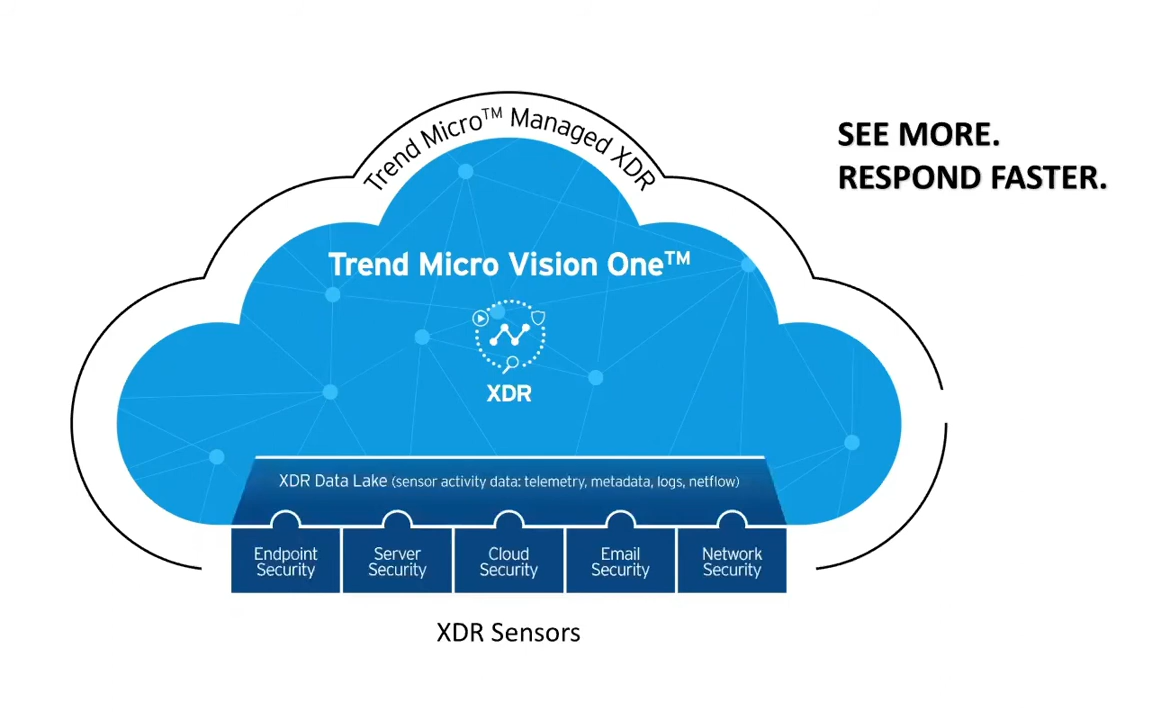 Trend Micro™ Managed XDR
SEE MORE.
RESPOND FASTER.
Trend Micro Vision One™
XDR
XDR Data Lake (sensor activity data: telemetry, metadata, logs, netflow)
Endpoint
Security
Server
Security
Cloud
Security
Email
Security
Network
Security
XDR Sensors